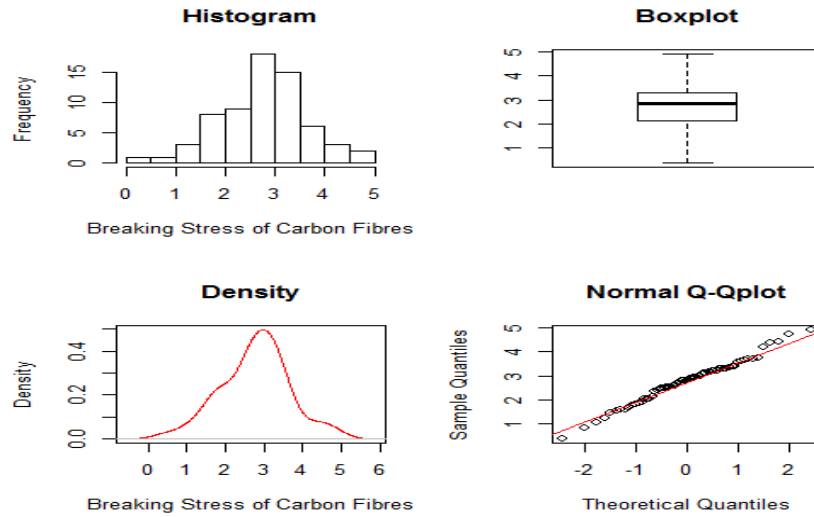 Histogram
Frequency
15
10
5
0
0 1 2 3 4 5
Breaking Stress of Carbon Fibres
Boxplot
5
4
3
2
1
Density
Density
0.4
0.2
0.0
0 1 2 3 4 5 6
Breaking Stress of Carbon Fibres
Normal Q-Qplot
Sample Quantiles
5
4
3
2
1
-2 -1 0 1 2
Theoretical Quantiles